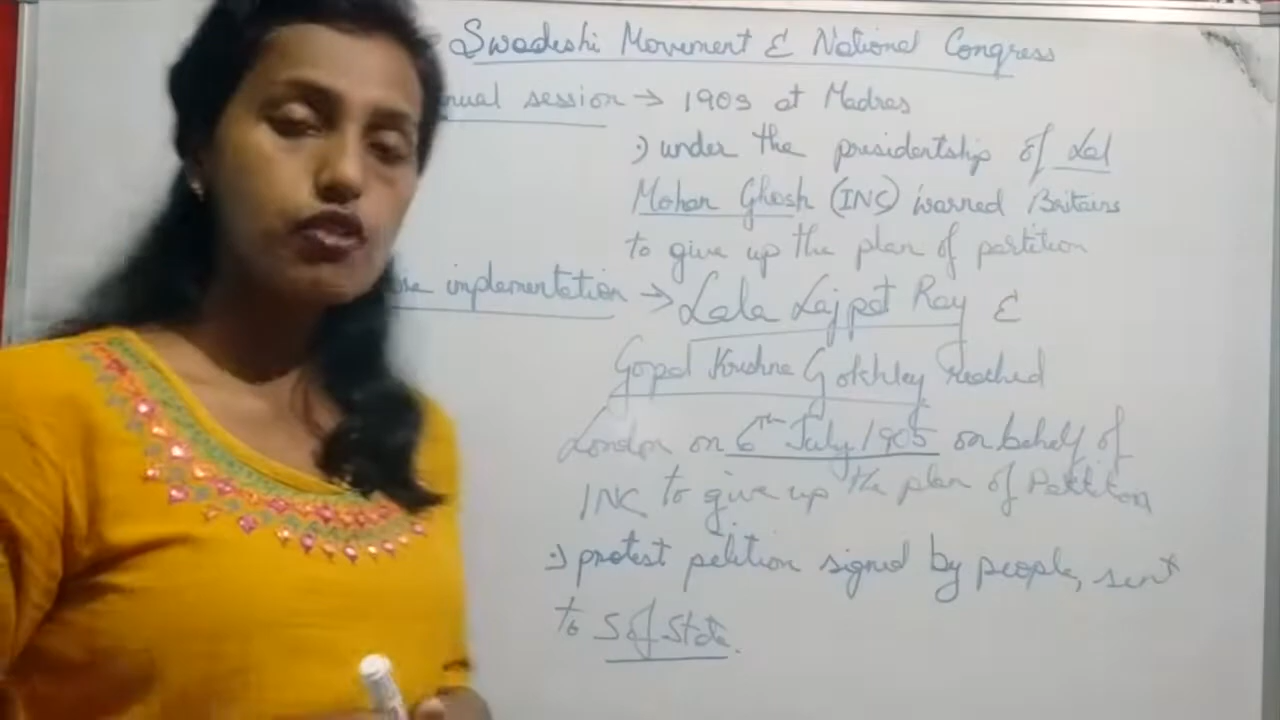 Swadeshi Movement & National Congress
nual session → 1903 at Madras
·) under the presidentship of Lal
Mohan Ghosh (INC) warned Britains
to give up the plan of partition
ise implementation → Lala Lajpat Ray &
Gopal Krishna Gokhley reached
London on 6th July 1905 on behalf of
INC to give up the plan of Partition
·) protest petition signed by people, sent
to S of State.